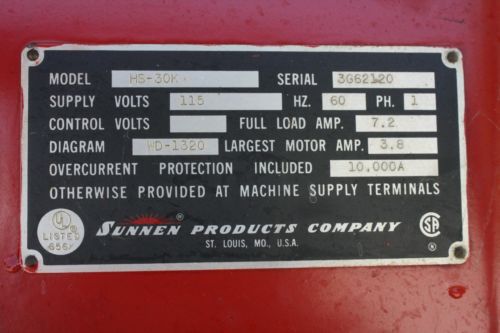 MODEL HS-30K SERIAL 3G62120
SUPPLY VOLTS 115 HZ. 60 PH. 1
CONTROL VOLTS FULL LOAD AMP. 7.2
DIAGRAM WD-1320 LARGEST MOTOR AMP. 3.8
OVERCURRENT PROTECTION INCLUDED 10,000A
OTHERWISE PROVIDED AT MACHINE SUPPLY TERMINALS
UL
LISTED
SUNNEN ® PRODUCTS COMPANY
ST. LOUIS, MO., U.S.A.
SA ®